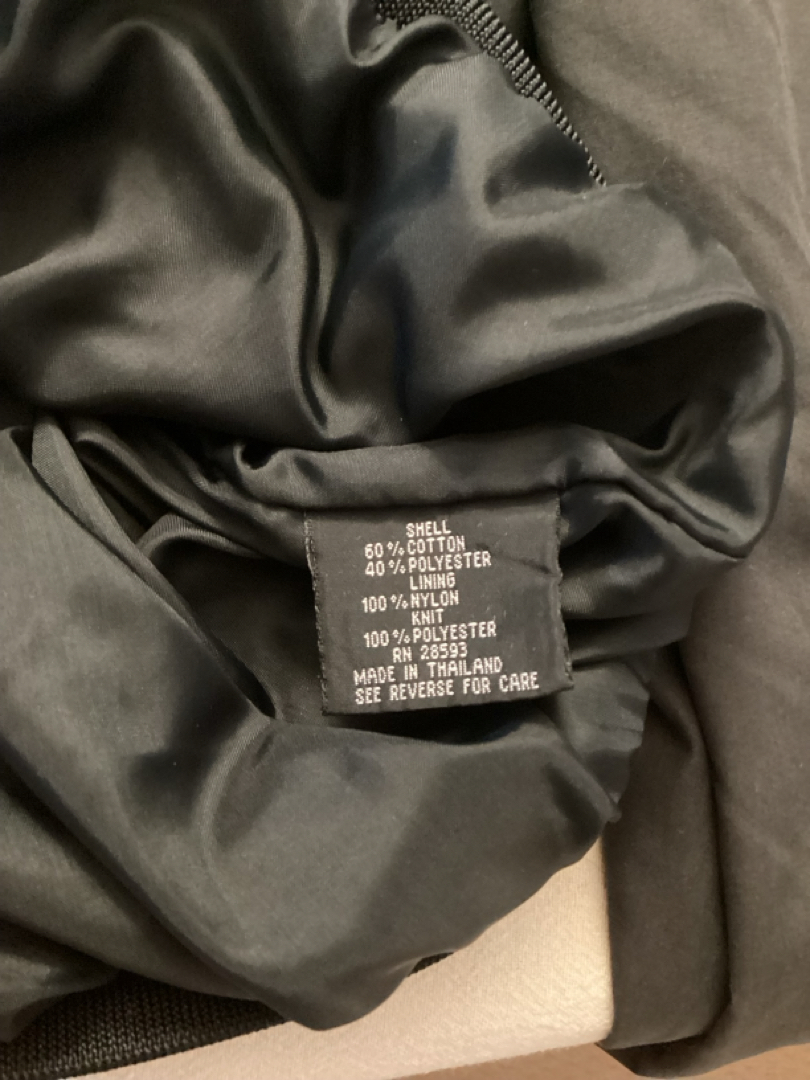 SHELL
60% COTTON
40% POLYESTER
LINING
100% NYLON
KNIT
100% POLYESTER
RN 28593
MADE IN THAILAND
SEE REVERSE FOR CARE